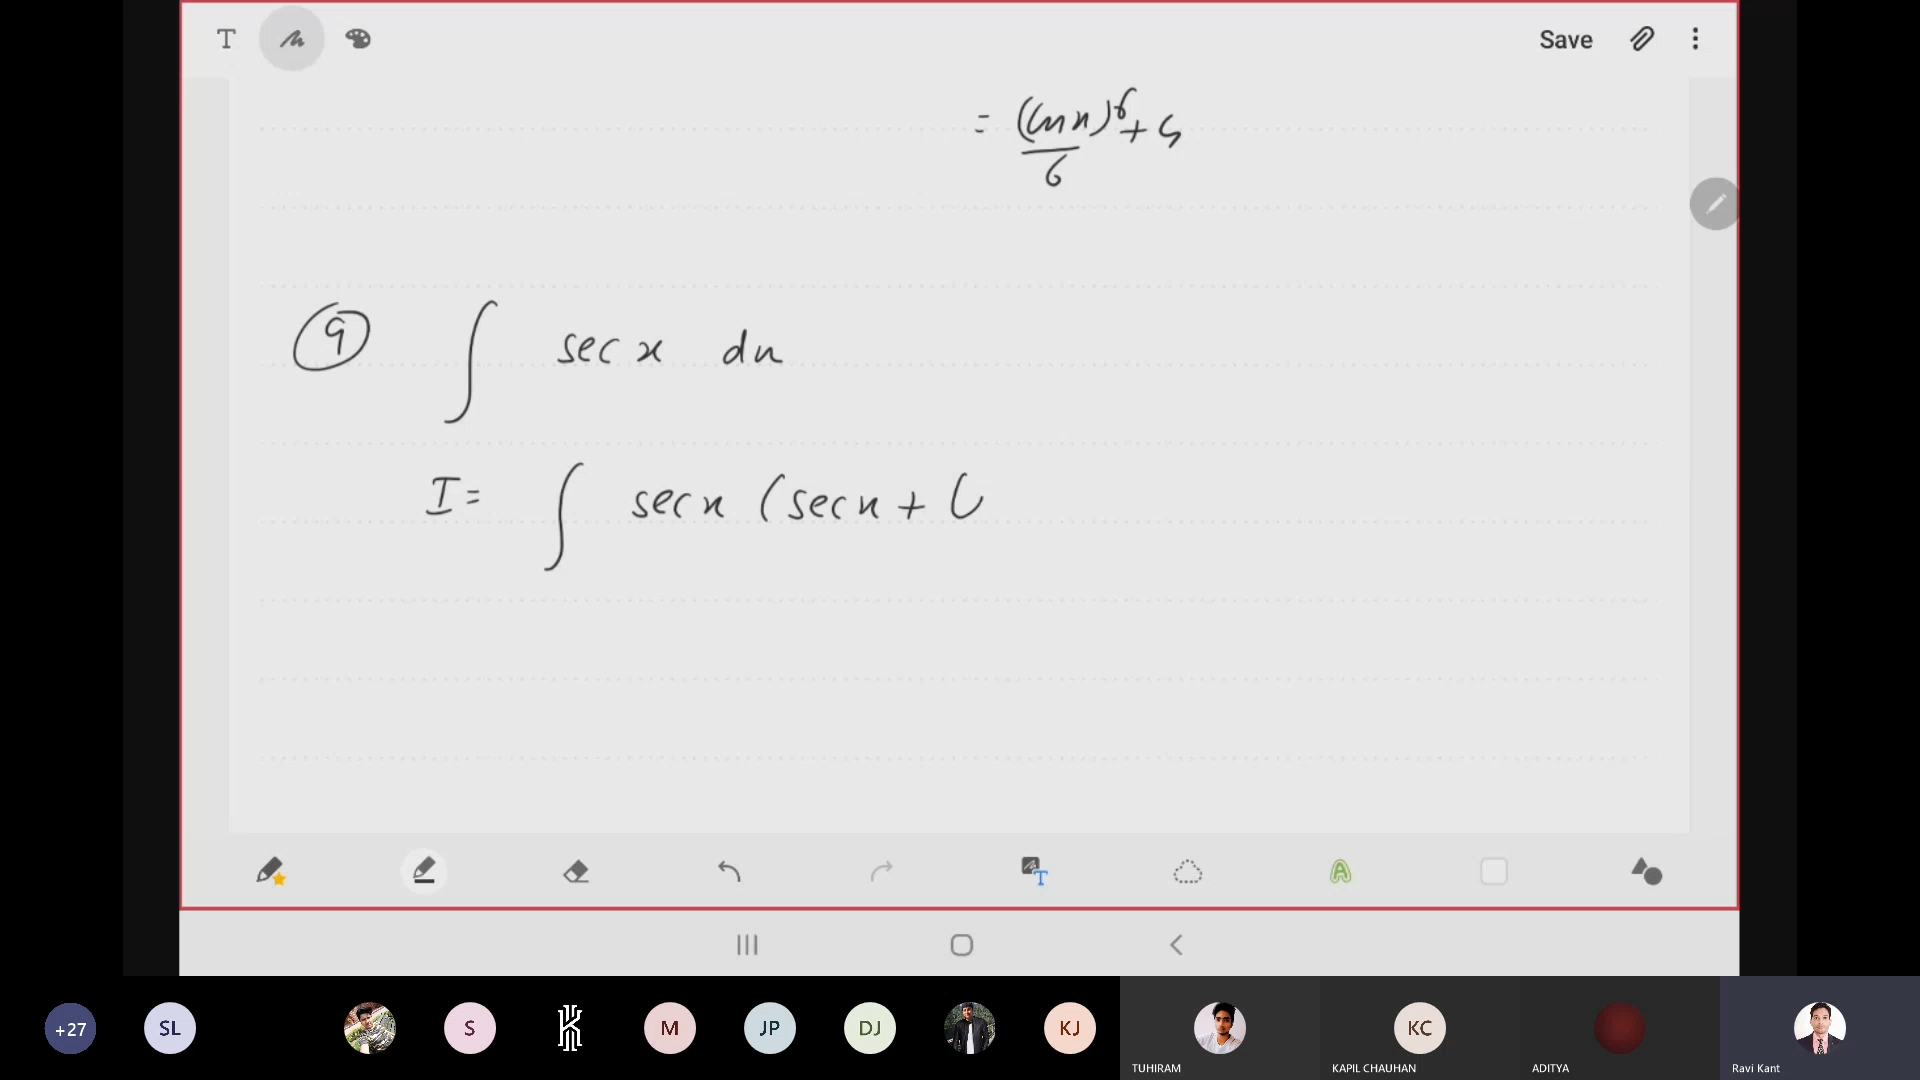 T Save
= (ln x)^6/6 + C
9 ∫ sec x dx
I = ∫ sec x (sec x +
T
A
+27 SL S K M JP DJ KJ KC
TUHIRAM KAPIL CHAUHAN ADITYA Ravi Kant